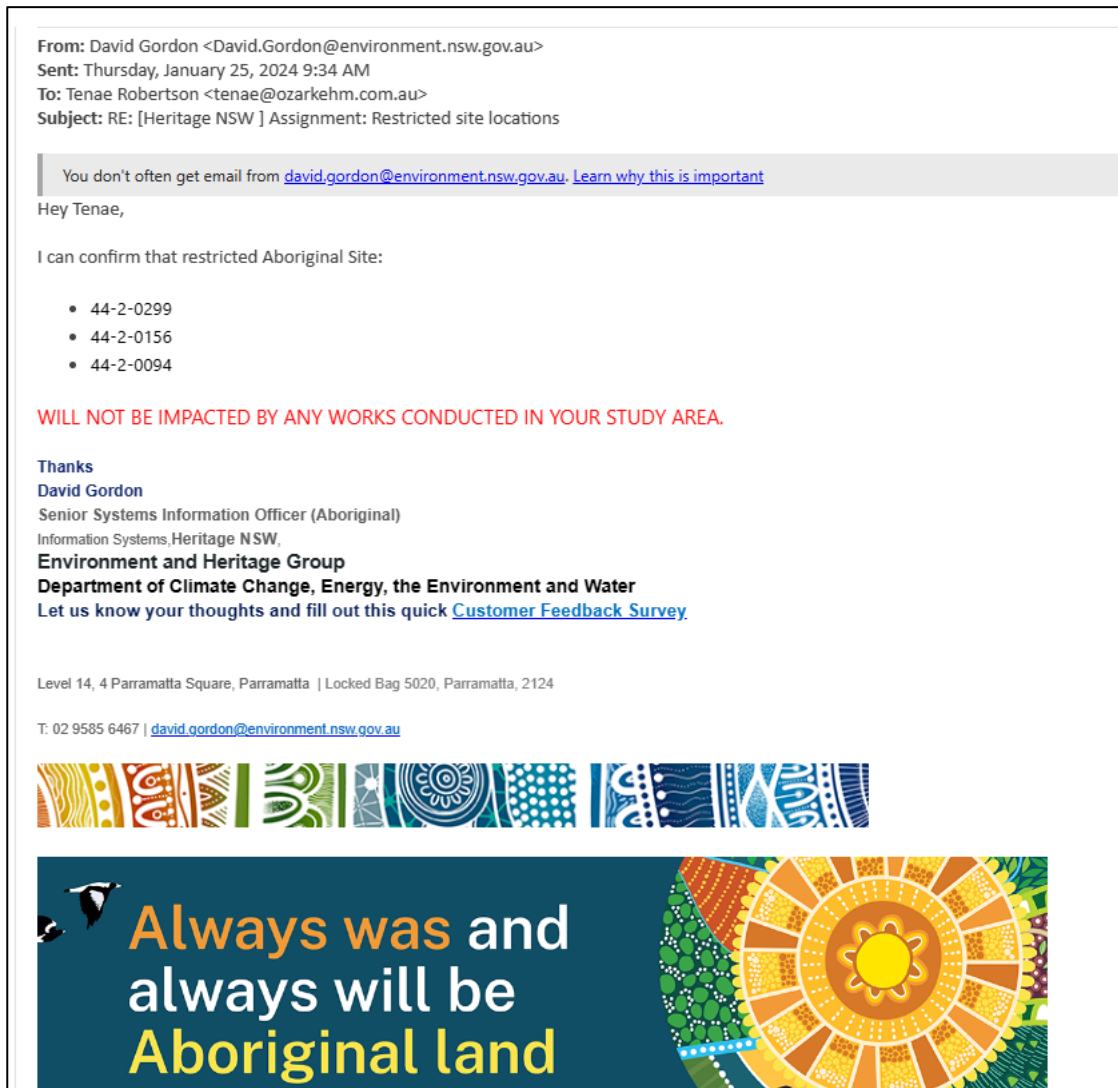 From: David Gordon <David.Gordon@environment.nsw.gov.au>
Sent: Thursday, January 25, 2024 9:34 AM
To: Tenae Robertson <tenae@ozarkehm.com.au>
Subject: RE: [Heritage NSW ] Assignment: Restricted site locations
You don't often get email from david.gordon@environment.nsw.gov.au. Learn why this is important
Hey Tenae,
I can confirm that restricted Aboriginal Site:
• 44-2-0299
• 44-2-0156
• 44-2-0094
WILL NOT BE IMPACTED BY ANY WORKS CONDUCTED IN YOUR STUDY AREA.
Thanks
David Gordon
Senior Systems Information Officer (Aboriginal)
Information Systems,Heritage NSW,
Environment and Heritage Group
Department of Climate Change, Energy, the Environment and Water
Let us know your thoughts and fill out this quick Customer Feedback Survey
Level 14, 4 Parramatta Square, Parramatta | Locked Bag 5020, Parramatta, 2124
T: 02 9585 6467 | david.gordon@environment.nsw.gov.au
Always was and
always will be
Aboriginal land